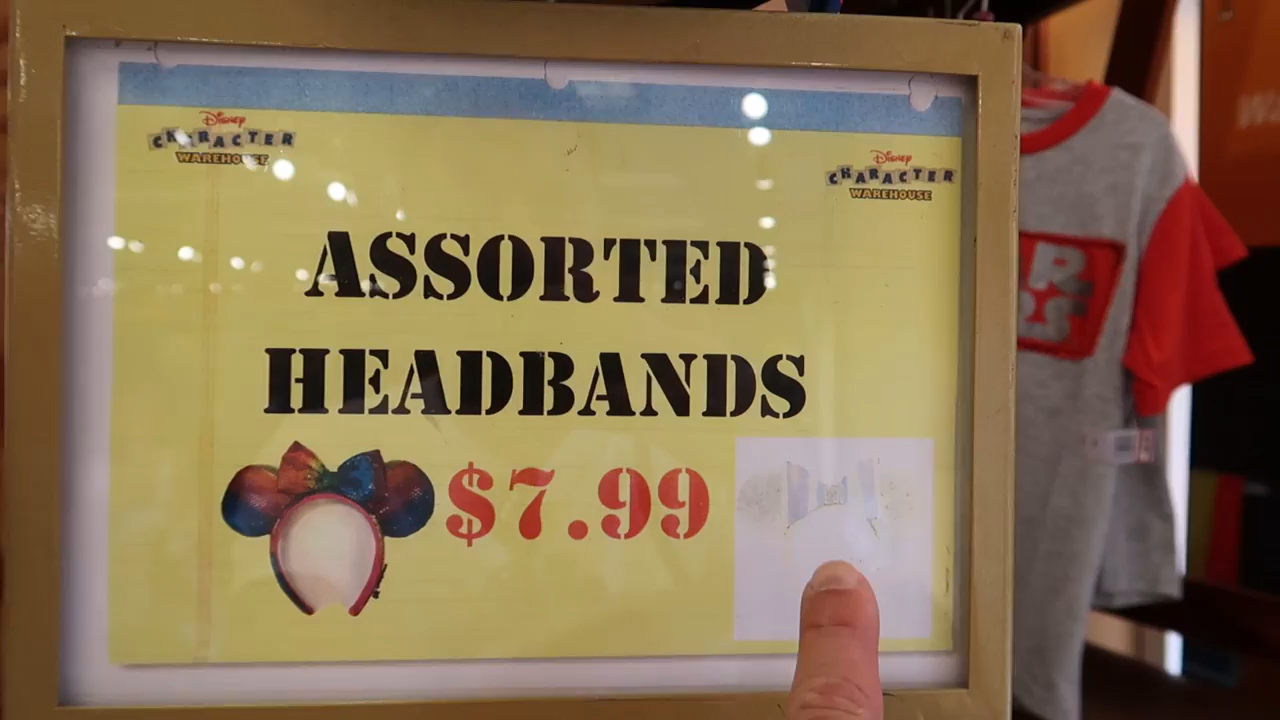 Disney
CHARACTER
WAREHOUSE
Disney
CHARACTER
WAREHOUSE
ASSORTED
HEADBANDS
$7.99